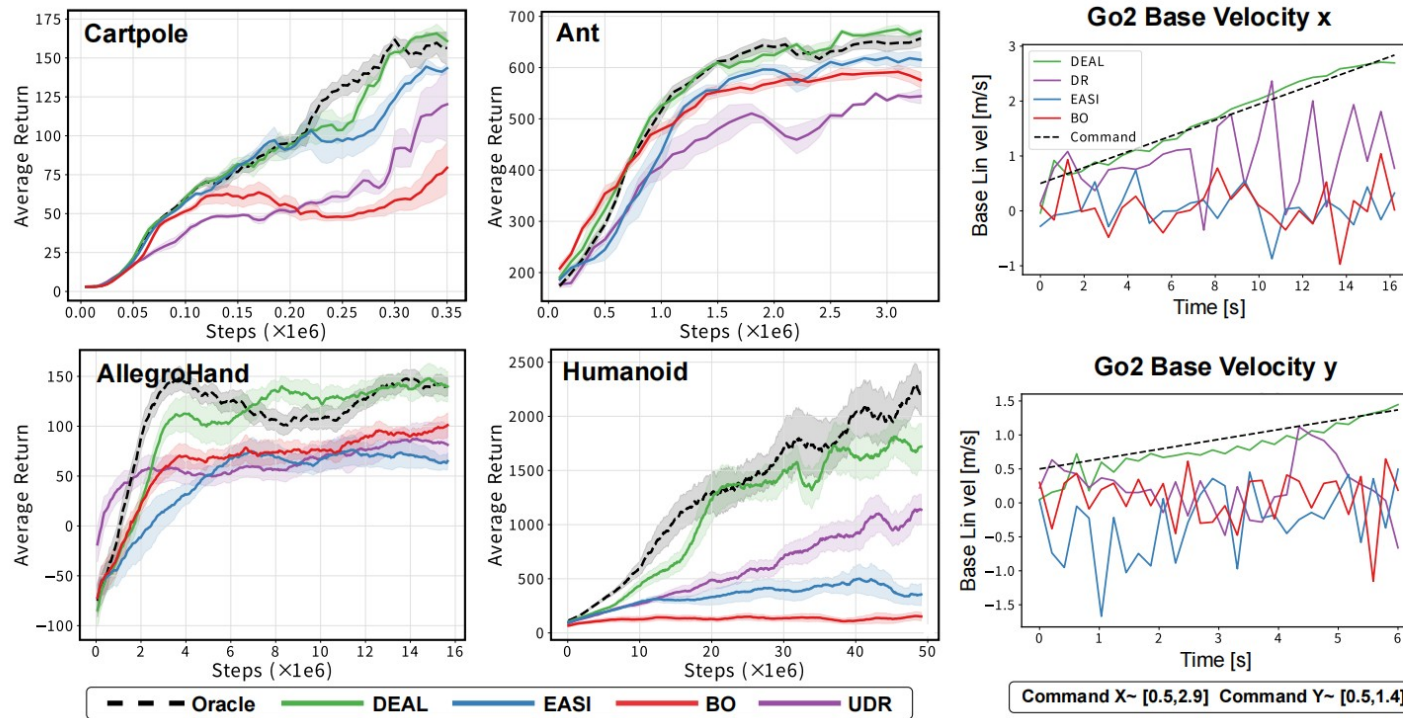 Cartpole
Average Return
175
150
125
100
75
50
25
0
0.00 0.05 0.10 0.15 0.20 0.25 0.30 0.35
Steps (×1e6)
Ant
Average Return
700
600
500
400
300
200
0.0 0.5 1.0 1.5 2.0 2.5 3.0
Steps (×1e6)
Go2 Base Velocity x
Base Lin vel [m/s]
3
2
1
0
−1
DEAL
DR
EASI
BO
Command
0 2 4 6 8 10 12 14 16
Time [s]
AllegroHand
Average Return
150
100
50
0
−50
−100
0 2 4 6 8 10 12 14 16
Steps (×1e6)
Humanoid
Average Return
2500
2000
1500
1000
500
0
0 10 20 30 40 50
Steps (×1e6)
Go2 Base Velocity y
Base Lin vel [m/s]
1.5
1.0
0.5
0.0
−0.5
−1.0
−1.5
0 1 2 3 4 5 6
Time [s]
Oracle DEAL EASI BO UDR
Command X~ [0.5,2.9] Command Y~ [0.5,1.4]